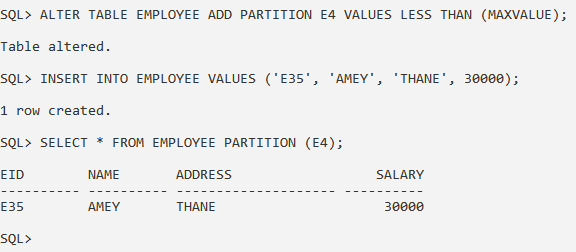 SQL> ALTER TABLE EMPLOYEE ADD PARTITION E4 VALUES LESS THAN (MAXVALUE);
Table altered.
SQL> INSERT INTO EMPLOYEE VALUES ('E35', 'AMEY', 'THANE', 30000);
1 row created.
SQL> SELECT * FROM EMPLOYEE PARTITION (E4);
EID        NAME       ADDRESS                  SALARY
---------- ---------- -------------------- ----------
E35        AMEY       THANE                     30000
SQL>